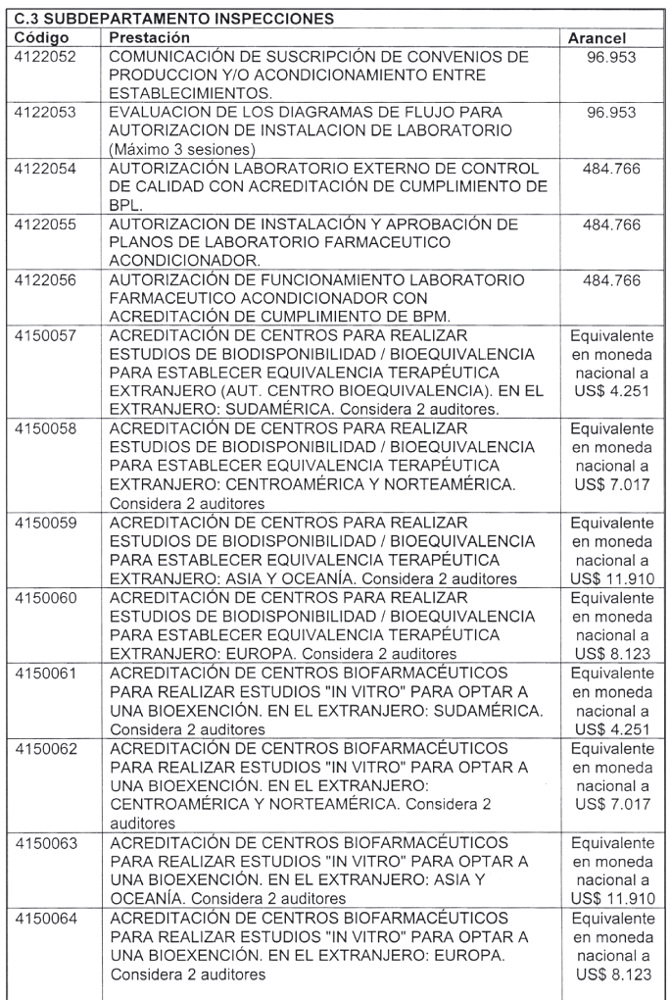 C.3 SUBDEPARTAMENTO INSPECCIONES
Código Prestación Arancel
4122052 COMUNICACIÓN DE SUSCRIPCIÓN DE CONVENIOS DE 96.953
PRODUCCION Y/O ACONDICIONAMIENTO ENTRE
ESTABLECIMIENTOS.
4122053 EVALUACION DE LOS DIAGRAMAS DE FLUJO PARA 96.953
AUTORIZACION DE INSTALACION DE LABORATORIO
(Máximo 3 sesiones)
4122054 AUTORIZACIÓN LABORATORIO EXTERNO DE CONTROL 484.766
DE CALIDAD CON ACREDITACIÓN DE CUMPLIMIENTO DE
BPL.
4122055 AUTORIZACION DE INSTALACIÓN Y APROBACIÓN DE 484.766
PLANOS DE LABORATORIO FARMACEUTICO
ACONDICIONADOR.
4122056 AUTORIZACIÓN DE FUNCIONAMIENTO LABORATORIO 484.766
FARMACEUTICO ACONDICIONADOR CON
ACREDITACIÓN DE CUMPLIMIENTO DE BPM.
4150057 ACREDITACIÓN DE CENTROS PARA REALIZAR Equivalente
ESTUDIOS DE BIODISPONIBILIDAD / BIOEQUIVALENCIA en moneda
PARA ESTABLECER EQUIVALENCIA TERAPÉUTICA nacional a
EXTRANJERO (AUT. CENTRO BIOEQUIVALENCIA). EN EL US$ 4.251
EXTRANJERO: SUDAMÉRICA. Considera 2 auditores.
4150058 ACREDITACIÓN DE CENTROS PARA REALIZAR Equivalente
ESTUDIOS DE BIODISPONIBILIDAD / BIOEQUIVALENCIA en moneda
PARA ESTABLECER EQUIVALENCIA TERAPÉUTICA nacional a
EXTRANJERO: CENTROAMÉRICA Y NORTEAMÉRICA. US$ 7.017
Considera 2 auditores
4150059 ACREDITACIÓN DE CENTROS PARA REALIZAR Equivalente
ESTUDIOS DE BIODISPONIBILIDAD / BIOEQUIVALENCIA en moneda
PARA ESTABLECER EQUIVALENCIA TERAPÉUTICA nacional a
EXTRANJERO: ASIA Y OCEANÍA. Considera 2 auditores US$ 11.910
4150060 ACREDITACIÓN DE CENTROS PARA REALIZAR Equivalente
ESTUDIOS DE BIODISPONIBILIDAD / BIOEQUIVALENCIA en moneda
PARA ESTABLECER EQUIVALENCIA TERAPÉUTICA nacional a
EXTRANJERO: EUROPA. Considera 2 auditores US$ 8.123
4150061 ACREDITACIÓN DE CENTROS BIOFARMACÉUTICOS Equivalente
PARA REALIZAR ESTUDIOS "IN VITRO" PARA OPTAR A en moneda
UNA BIOEXENCIÓN. EN EL EXTRANJERO: SUDAMÉRICA. nacional a
Considera 2 auditores US$ 4.251
4150062 ACREDITACIÓN DE CENTROS BIOFARMACÉUTICOS Equivalente
PARA REALIZAR ESTUDIOS "IN VITRO" PARA OPTAR A en moneda
UNA BIOEXENCIÓN. EN EL EXTRANJERO: nacional a
CENTROAMÉRICA Y NORTEAMÉRICA. Considera 2 US$ 7.017
auditores
4150063 ACREDITACIÓN DE CENTROS BIOFARMACÉUTICOS Equivalente
PARA REALIZAR ESTUDIOS "IN VITRO" PARA OPTAR A en moneda
UNA BIOEXENCIÓN. EN EL EXTRANJERO: ASIA Y nacional a
OCEANÍA. Considera 2 auditores US$ 11.910
4150064 ACREDITACIÓN DE CENTROS BIOFARMACÉUTICOS Equivalente
PARA REALIZAR ESTUDIOS "IN VITRO" PARA OPTAR A en moneda
UNA BIOEXENCIÓN. EN EL EXTRANJERO: EUROPA. nacional a
Considera 2 auditores US$ 8.123